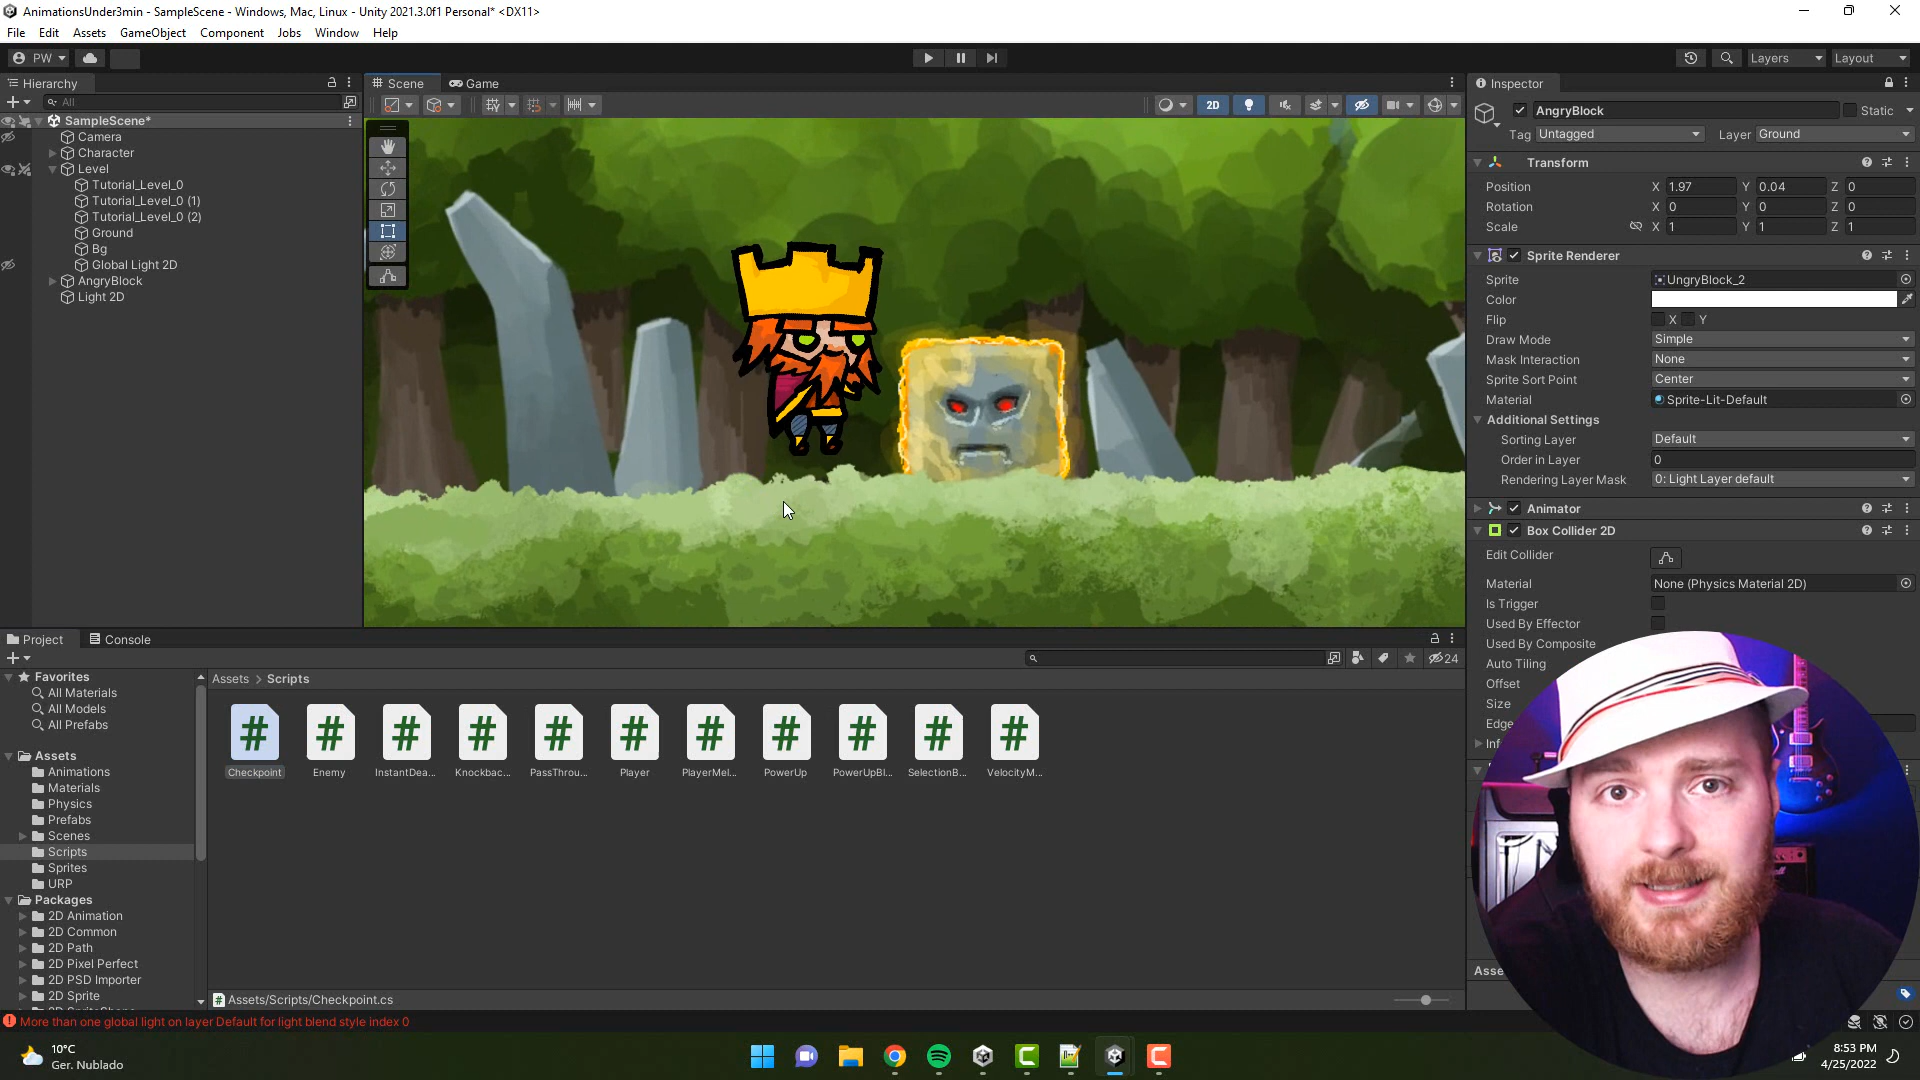 AnimationsUnder3min - SampleScene - Windows, Mac, Linux - Unity 2021.3.0f1 Personal* <DX11>
File Edit Assets GameObject Component Jobs Window Help
PW
Layers
Layout
Hierarchy
All
SampleScene*
Camera
Character
Level
Tutorial_Level_0
Tutorial_Level_0 (1)
Tutorial_Level_0 (2)
Ground
Bg
Global Light 2D
AngryBlock
Light 2D
Scene
Game
2D
Inspector
AngryBlock
Static
Tag Untagged
Layer Ground
Transform
Position X 1.97 Y 0.04 Z 0
Rotation X 0 Y 0 Z 0
Scale X 1 Y 1 Z 1
Sprite Renderer
Sprite UngryBlock_2
Color
Flip X Y
Draw Mode Simple
Mask Interaction None
Sprite Sort Point Center
Material Sprite-Lit-Default
Additional Settings
Sorting Layer Default
Order in Layer 0
Rendering Layer Mask 0: Light Layer default
Animator
Box Collider 2D
Edit Collider
Material None (Physics Material 2D)
Is Trigger
Used By Effector
Used By Composite
Auto Tiling
Offset
Size
Edge
Inf
Asse
Project
Console
24
Favorites
All Materials
All Models
All Prefabs
Assets
Animations
Materials
Physics
Prefabs
Scenes
Scripts
Sprites
URP
Packages
2D Animation
2D Common
2D Path
2D Pixel Perfect
2D PSD Importer
2D Sprite
Assets > Scripts
Checkpoint
Enemy
InstantDea...
Knockbac...
PassThrou...
Player
PlayerMel...
PowerUp
PowerUpBl...
SelectionB...
VelocityM...
Assets/Scripts/Checkpoint.cs
More than one global light on layer Default for light blend style index 0
10°C
Ger. Nublado
8:53 PM
4/25/2022